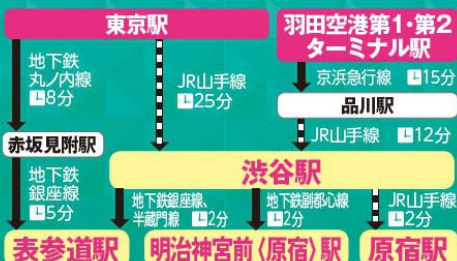 東京駅
羽田空港第1・第2
ターミナル駅
地下鉄
丸ノ内線
8分
JR山手線
25分
京浜急行線 15分
品川駅
JR山手線 12分
赤坂見附駅
渋谷駅
地下鉄
銀座線
5分
地下鉄銀座線、
半蔵門線 2分
地下鉄副都心線
2分
JR山手線
2分
表参道駅
明治神宮前〈原宿〉駅
原宿駅